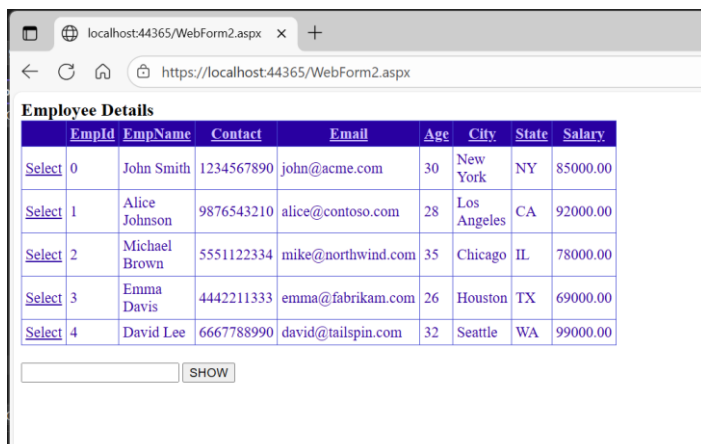 localhost:44365/WebForm2.aspx
https://localhost:44365/WebForm2.aspx
Employee Details
EmpId EmpName Contact Email Age City State Salary
Select 0 John Smith 1234567890 john@acme.com 30 New York NY 85000.00
Select 1 Alice Johnson 9876543210 alice@contoso.com 28 Los Angeles CA 92000.00
Select 2 Michael Brown 5551122334 mike@northwind.com 35 Chicago IL 78000.00
Select 3 Emma Davis 4442211333 emma@fabrikam.com 26 Houston TX 69000.00
Select 4 David Lee 6667788990 david@tailspin.com 32 Seattle WA 99000.00
SHOW